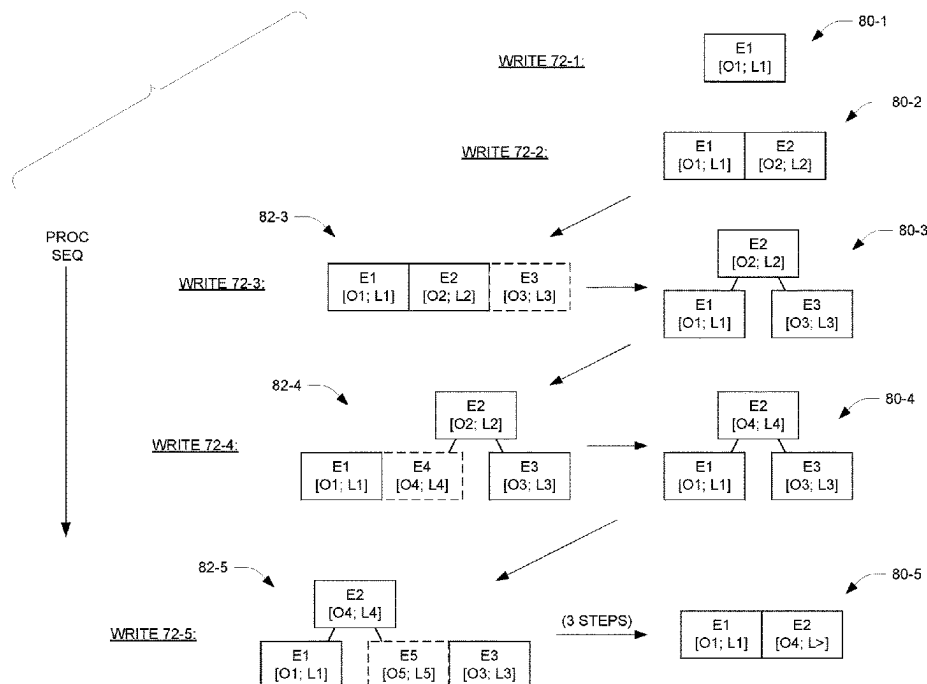 80-1
E1
[O1; L1]
WRITE 72-1:
80-2
E1 E2
[O1; L1] [O2; L2]
WRITE 72-2:
82-3
80-3
PROC
SEQ
E2
[O2; L2]
WRITE 72-3:
E1 E2 E3
[O1; L1] [O2; L2] [O3; L3]
E1 E3
[O1; L1] [O3; L3]
82-4
80-4
E2
[O2; L2]
E2
[O4; L4]
WRITE 72-4:
E1 E4 E3
[O1; L1] [O4; L4] [O3; L3]
E1 E3
[O1; L1] [O3; L3]
82-5
80-5
E2
[O4; L4]
WRITE 72-5:
(3 STEPS)
E1 E2
[O1; L1] [O4; L>]
E1 E5 E3
[O1; L1] [O5; L5] [O3; L3]